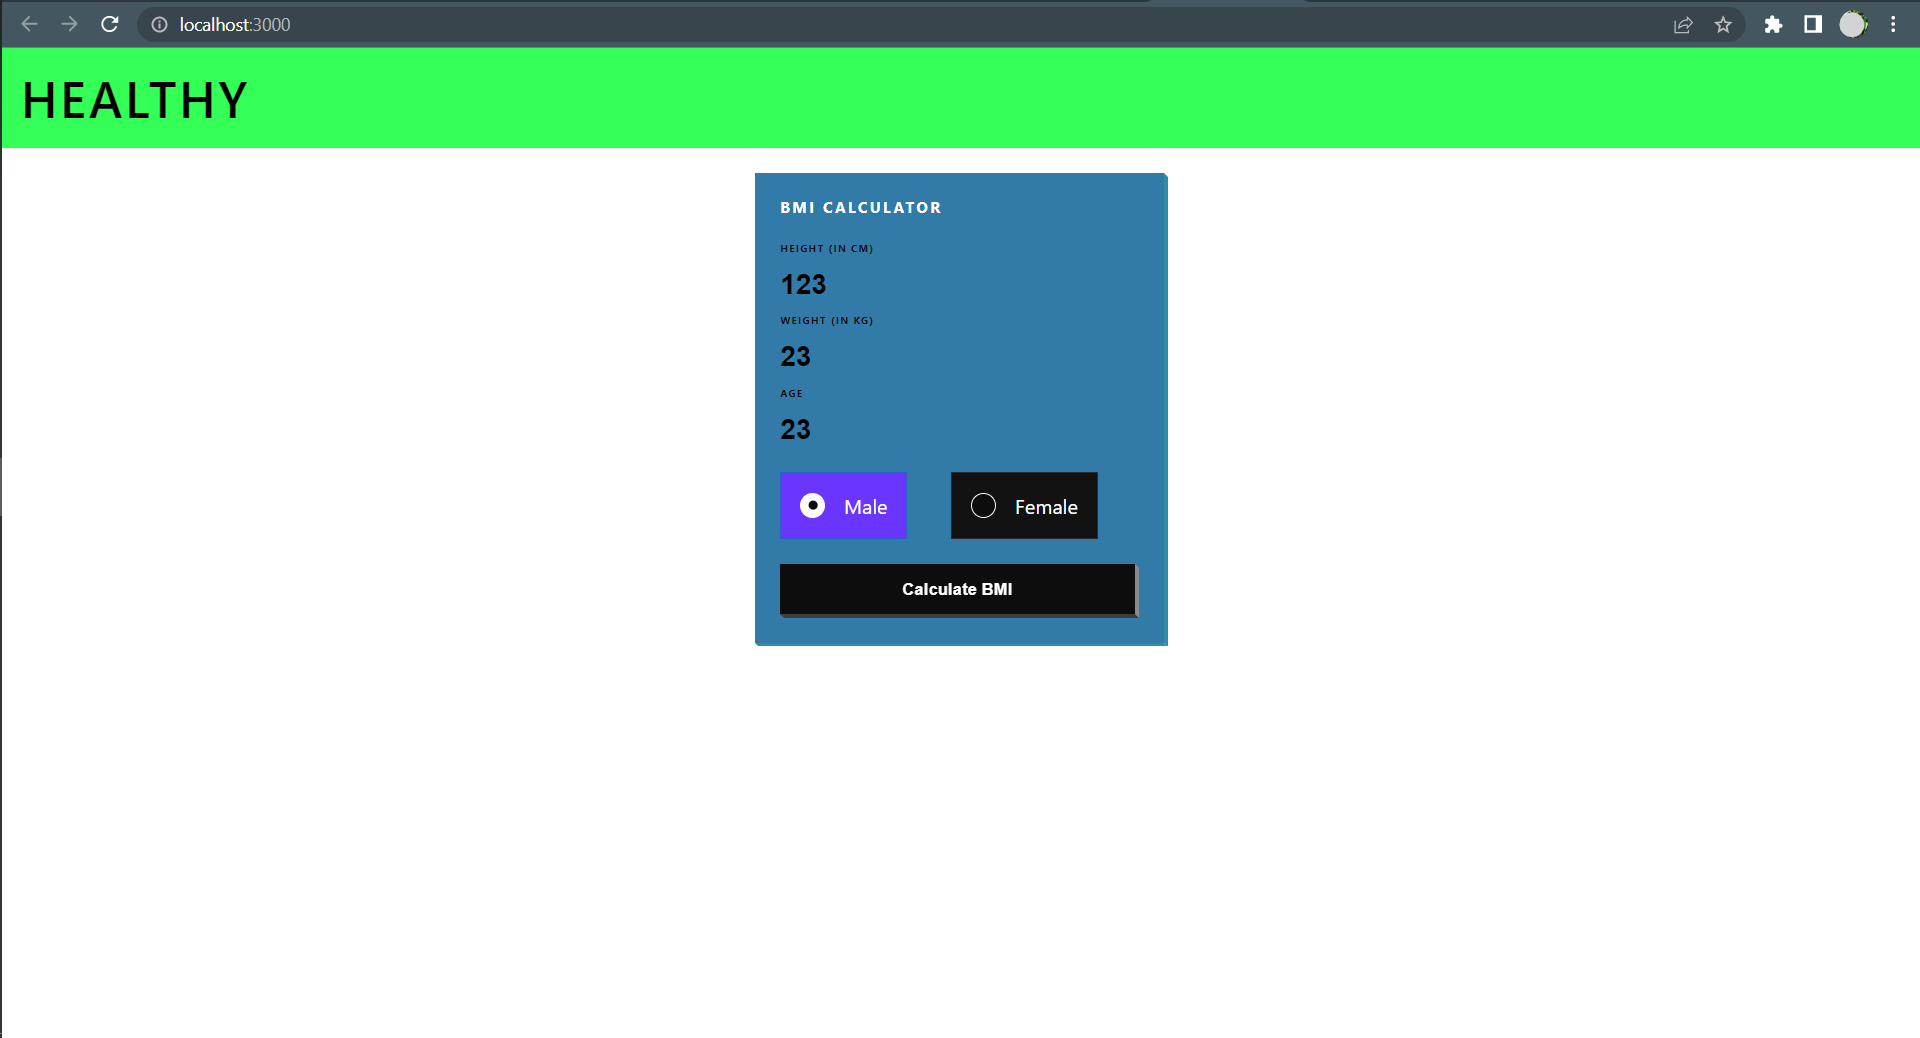 localhost:3000
HEALTHY
BMI CALCULATOR
HEIGHT (IN CM)
123
WEIGHT (IN KG)
23
AGE
23
Male
Female
Calculate BMI